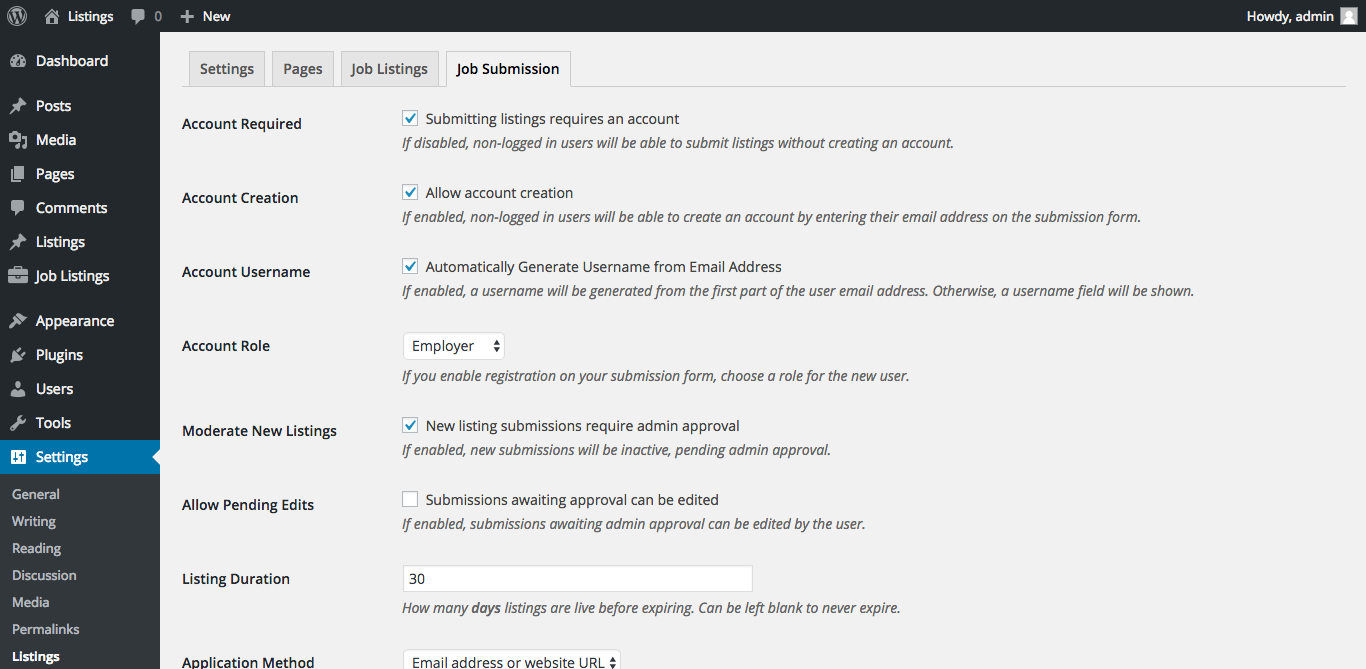 Listings 0 New Howdy, admin
Dashboard
Posts
Media
Pages
Comments
Listings
Job Listings
Appearance
Plugins
Users
Tools
Settings
General
Writing
Reading
Discussion
Media
Permalinks
Listings
Settings Pages Job Listings Job Submission
Account Required
Submitting listings requires an account
If disabled, non-logged in users will be able to submit listings without creating an account.
Account Creation
Allow account creation
If enabled, non-logged in users will be able to create an account by entering their email address on the submission form.
Account Username
Automatically Generate Username from Email Address
If enabled, a username will be generated from the first part of the user email address. Otherwise, a username field will be shown.
Account Role
Employer
If you enable registration on your submission form, choose a role for the new user.
Moderate New Listings
New listing submissions require admin approval
If enabled, new submissions will be inactive, pending admin approval.
Allow Pending Edits
Submissions awaiting approval can be edited
If enabled, submissions awaiting admin approval can be edited by the user.
Listing Duration
30
How many days listings are live before expiring. Can be left blank to never expire.
Application Method
Email address or website URL